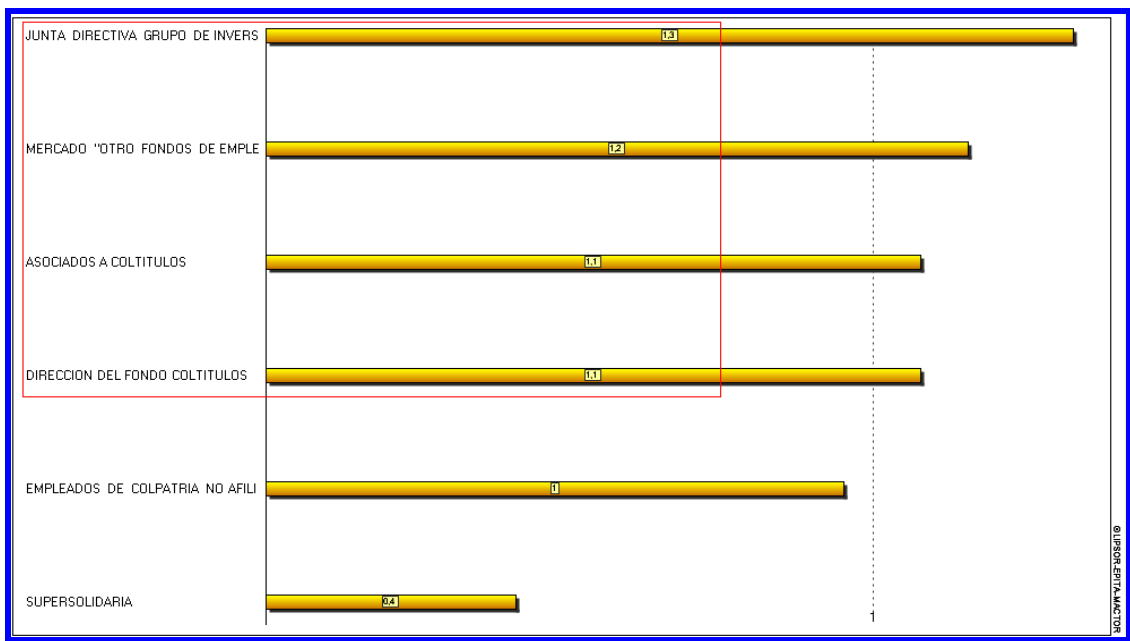 JUNTA DIRECTIVA GRUPO DE INVERS
1,3
MERCADO "OTRO FONDOS DE EMPLE
1,2
ASOCIADOS A COLTITULOS
1,1
DIRECCION DEL FONDO COLTITULOS
1,1
EMPLEADOS DE COLPATRIA NO AFILI
1
SUPERSOLIDARIA
0,4
1
©LIPSOR-EPITA-MACTOR